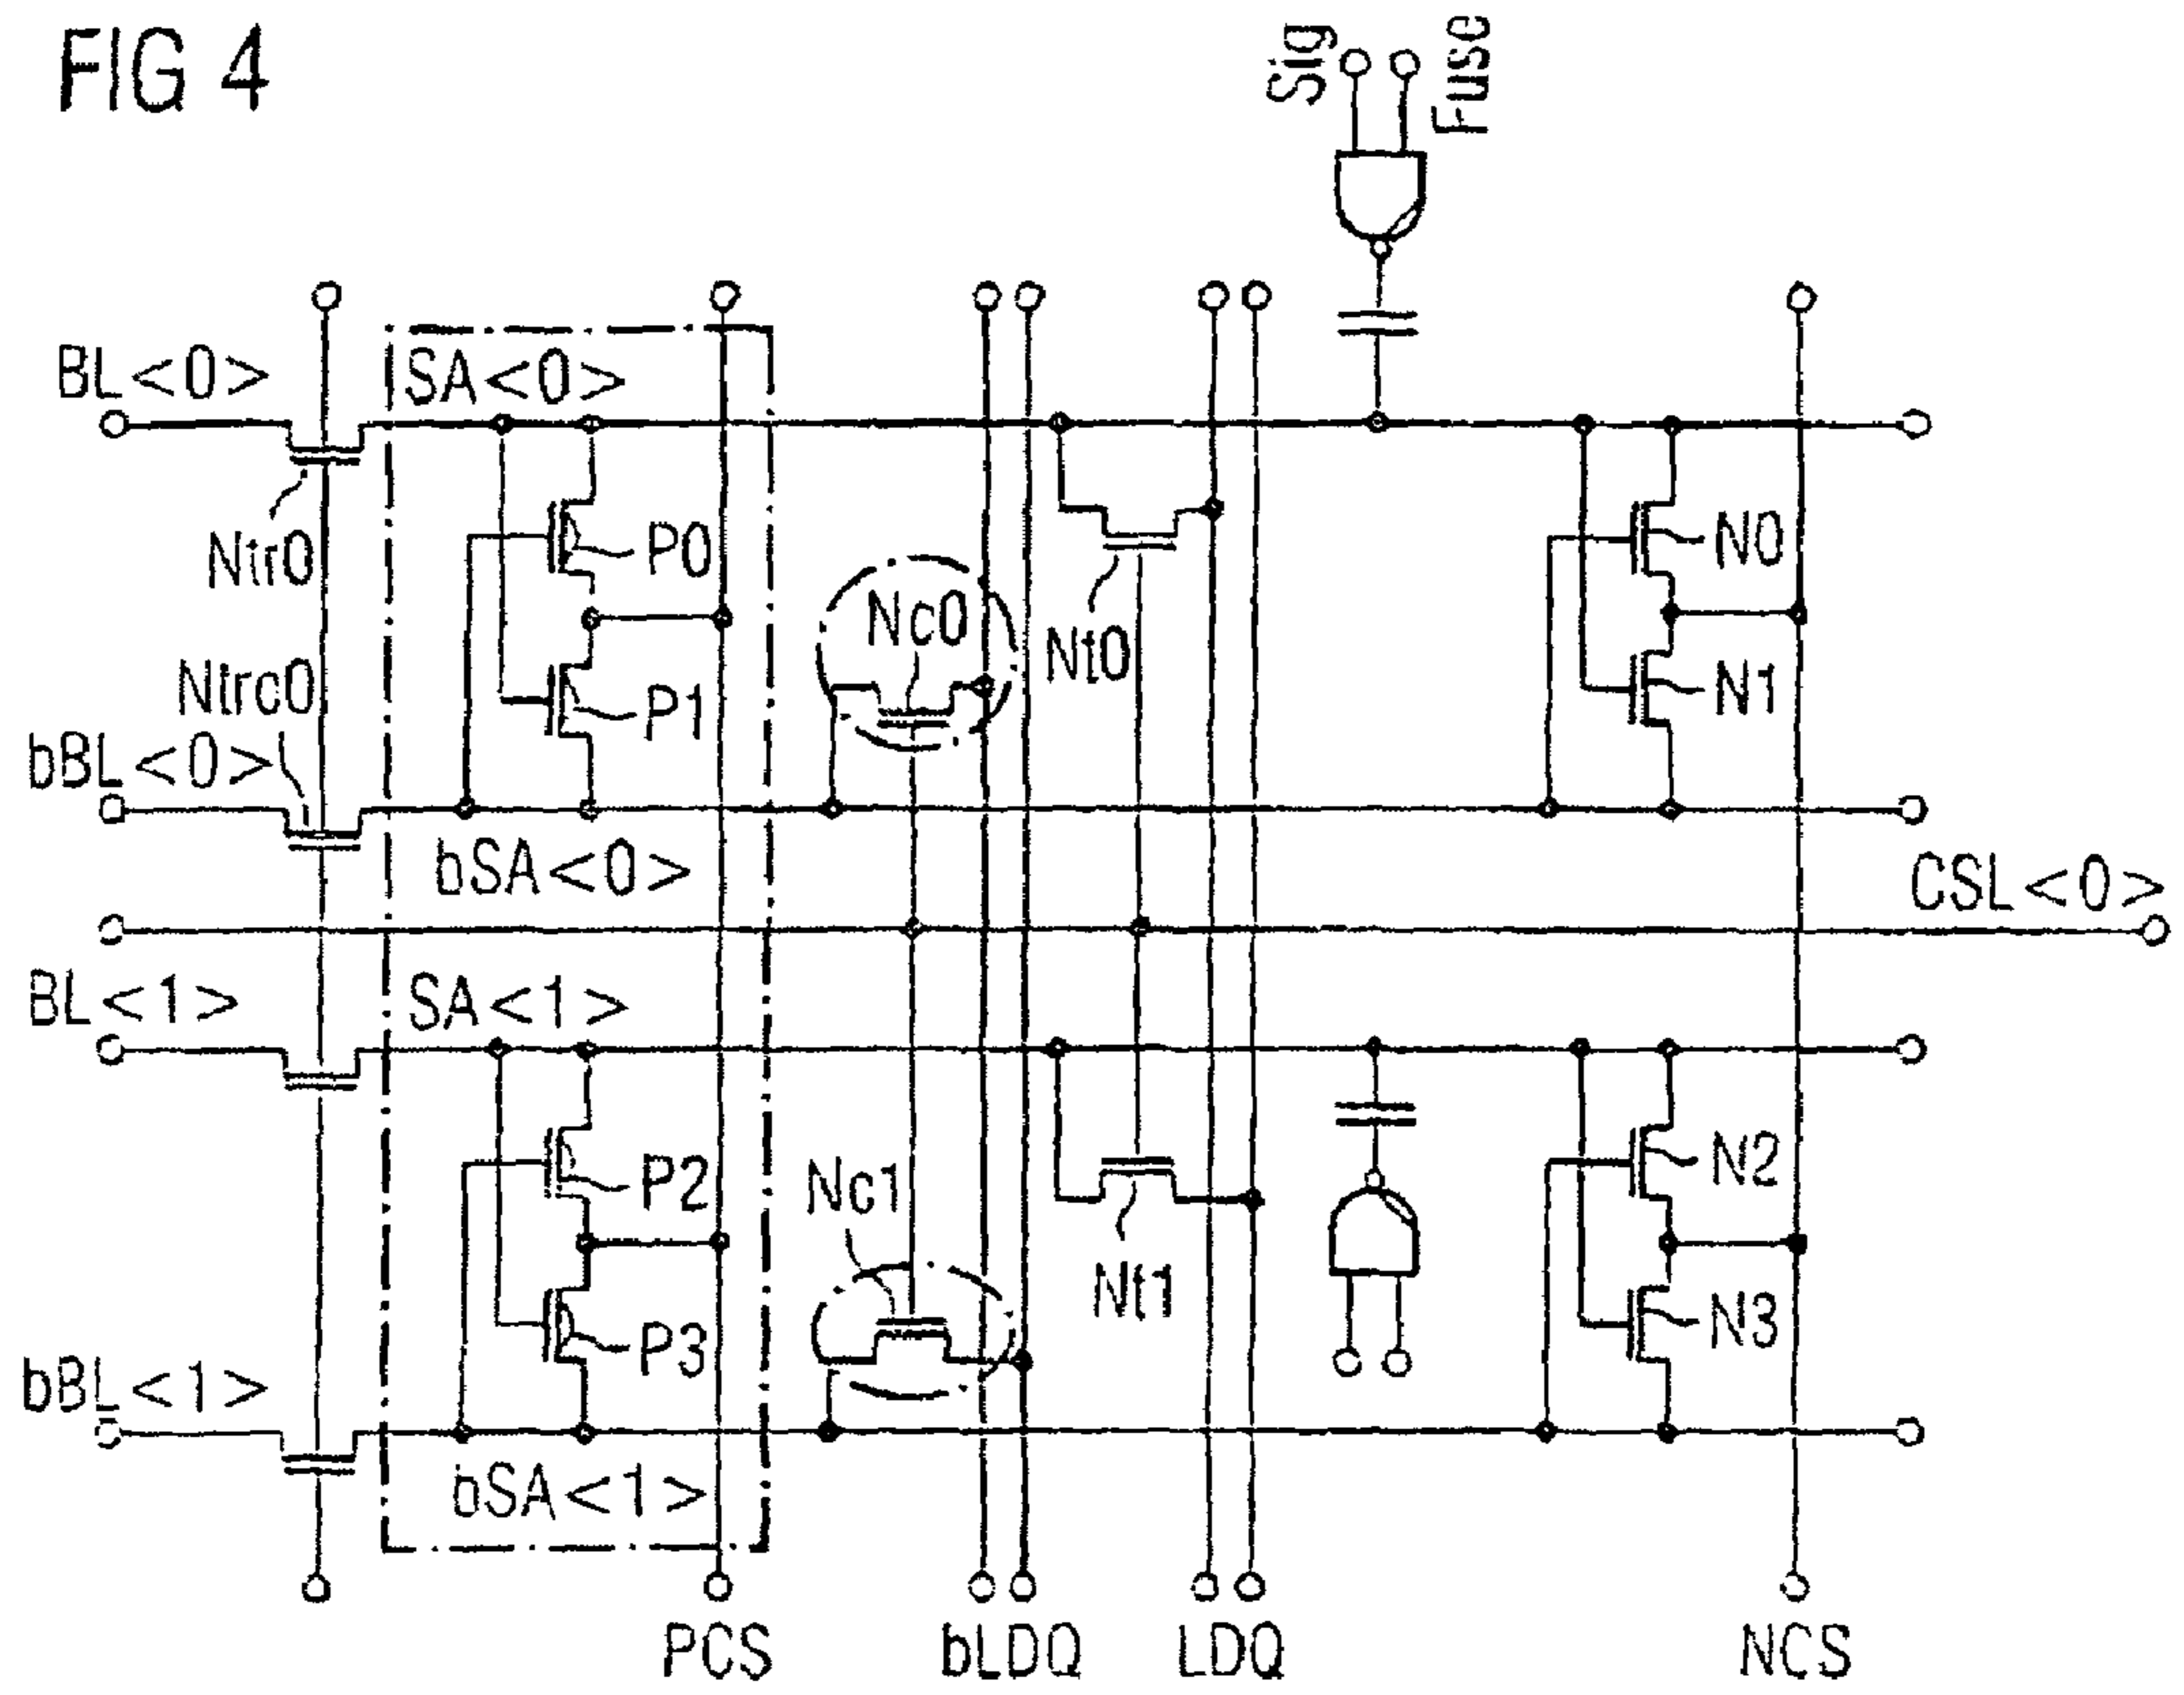 FIG 4
Sig
Fuse
BL<0>
SA<0>
Ntr0
P0
Nc0
Nt0
N0
Ntrc0
P1
N1
bBL<0>
bSA<0>
CSL<0>
BL<1>
SA<1>
P2
Nc1
N2
Nt1
P3
N3
bBL<1>
bSA<1>
PCS
bLDQ
LDQ
NCS